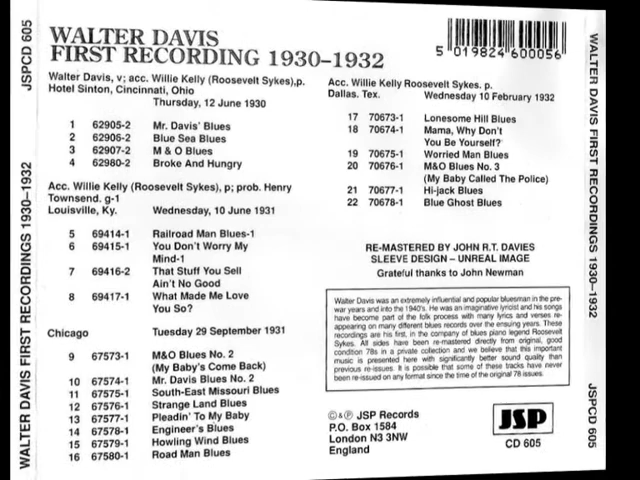 JSPCD 605
WALTER DAVIS FIRST RECORDINGS 1930–1932
WALTER DAVIS
FIRST RECORDING 1930–1932
5 019824 600056
Walter Davis, v; acc. Willie Kelly (Roosevelt Sykes),p.
Hotel Sinton, Cincinnati, Ohio
Thursday, 12 June 1930
1 62905-2 Mr. Davis' Blues
2 62906-2 Blue Sea Blues
3 62907-2 M & O Blues
4 62980-2 Broke And Hungry
Acc. Willie Kelly (Roosevelt Sykes), p; prob. Henry
Townsend. g-1
Louisville, Ky. Wednesday, 10 June 1931
5 69414-1 Railroad Man Blues-1
6 69415-1 You Don't Worry My
Mind-1
7 69416-2 That Stuff You Sell
Ain't No Good
8 69417-1 What Made Me Love
You So?
Chicago Tuesday 29 September 1931
9 67573-1 M&O Blues No. 2
(My Baby's Come Back)
10 67574-1 Mr. Davis Blues No. 2
11 67575-1 South-East Missouri Blues
12 67576-1 Strange Land Blues
13 67577-1 Pleadin' To My Baby
14 67578-1 Engineer's Blues
15 67579-1 Howling Wind Blues
16 67580-1 Road Man Blues
Acc. Willie Kelly Roosevelt Sykes. p.
Dallas. Tex. Wednesday 10 February 1932
17 70673-1 Lonesome Hill Blues
18 70674-1 Mama, Why Don't
You Be Yourself?
19 70675-1 Worried Man Blues
20 70676-1 M&O Blues No. 3
(My Baby Called The Police)
21 70677-1 Hi-jack Blues
22 70678-1 Blue Ghost Blues
RE-MASTERED BY JOHN R.T. DAVIES
SLEEVE DESIGN – UNREAL IMAGE
Grateful thanks to John Newman
Walter Davis was an extremely influential and popular bluesman in the pre-
war years and into the 1940's. He was an imaginative lyricist and his songs
have become part of the folk process with many lyrics and verses re-
appearing on many different blues records over the ensuing years. These
recordings are his first, in the company of blues piano legend Roosevelt
Sykes. All sides have been re-mastered directly from original, good
condition 78s in a private collection and we believe that this important
music is presented here with significantly better sound quality than
previous re-issues. It is possible that some of these tracks have never
been re-issued on any format since the time of the original 78 issues.
©&℗ JSP Records
P.O. Box 1584
London N3 3NW
England
JSP
CD 605
WALTER DAVIS FIRST RECORDINGS 1930–1932
JSPCD 605